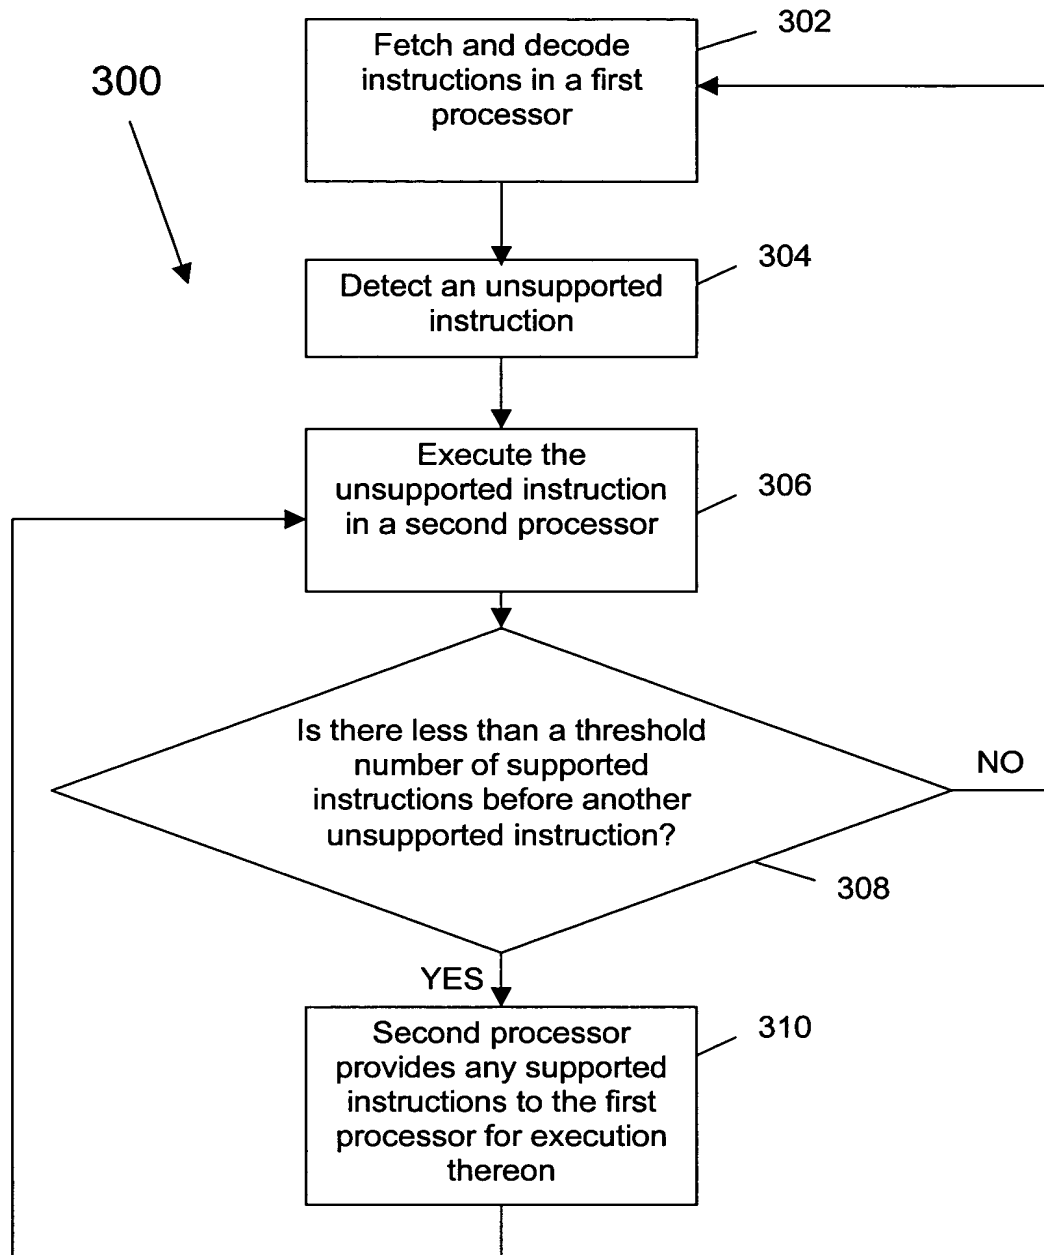 302
Fetch and decode
instructions in a first
processor
300
304
Detect an unsupported
instruction
Execute the
unsupported instruction
in a second processor
306
Is there less than a threshold
number of supported
instructions before another
unsupported instruction?
NO
308
YES
Second processor
provides any supported
instructions to the first
processor for execution
thereon
310